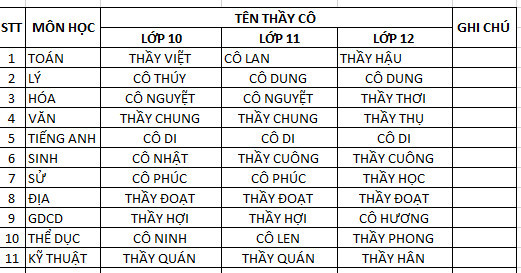 STT MÔN HỌC TÊN THẦY CÔ GHI CHÚ
LỚP 10 LỚP 11 LỚP 12
1 TOÁN THẦY VIỆT CÔ LAN THẦY HẬU
2 LÝ CÔ THÚY CÔ DUNG CÔ DUNG
3 HÓA CÔ NGUYỆT CÔ NGUYỆT THẦY THƠI
4 VĂN THẦY CHUNG THẦY CHUNG THẦY THỤ
5 TIẾNG ANH CÔ DI CÔ DI CÔ DI
6 SINH CÔ NHẬT THẦY CUÔNG THẦY CUÔNG
7 SỬ CÔ PHÚC CÔ PHÚC THẦY HỌC
8 ĐỊA THẦY ĐOẠT THẦY ĐOẠT THẦY ĐOẠT
9 GDCD THẦY HỢI THẦY HỢI CÔ HƯƠNG
10 THỂ DỤC CÔ NINH CÔ LEN THẦY PHONG
11 KỸ THUẬT THẦY QUÁN THẦY QUÁN THẦY HÂN